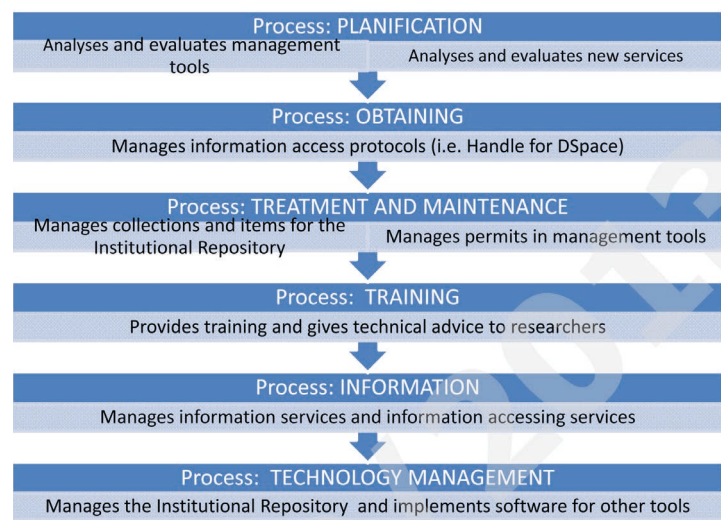 Process: PLANIFICATION
Analyses and evaluates management
tools
Analyses and evaluates new services
Process: OBTAINING
Manages information access protocols (i.e. Handle for DSpace)
Process: TREATMENT AND MAINTENANCE
Manages collections and items for the
Institutional Repository
Manages permits in management tools
Process:  TRAINING
Provides training and gives technical advice to researchers
Process: INFORMATION
Manages information services and information accessing services
Process:  TECHNOLOGY MANAGEMENT
Manages the Institutional Repository  and implements software for other tools